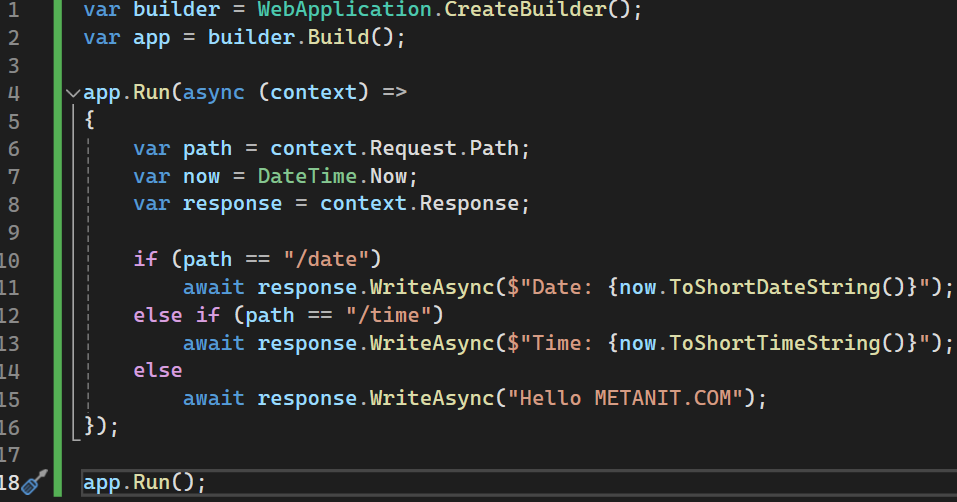 1 var builder = WebApplication.CreateBuilder();
2 var app = builder.Build();
3
4 app.Run(async (context) =>
5 {
6     var path = context.Request.Path;
7     var now = DateTime.Now;
8     var response = context.Response;
9
10     if (path == "/date")
11         await response.WriteAsync($"Date: {now.ToShortDateString()}");
12     else if (path == "/time")
13         await response.WriteAsync($"Time: {now.ToShortTimeString()}");
14     else
15         await response.WriteAsync("Hello METANIT.COM");
16 });
17
18 app.Run();